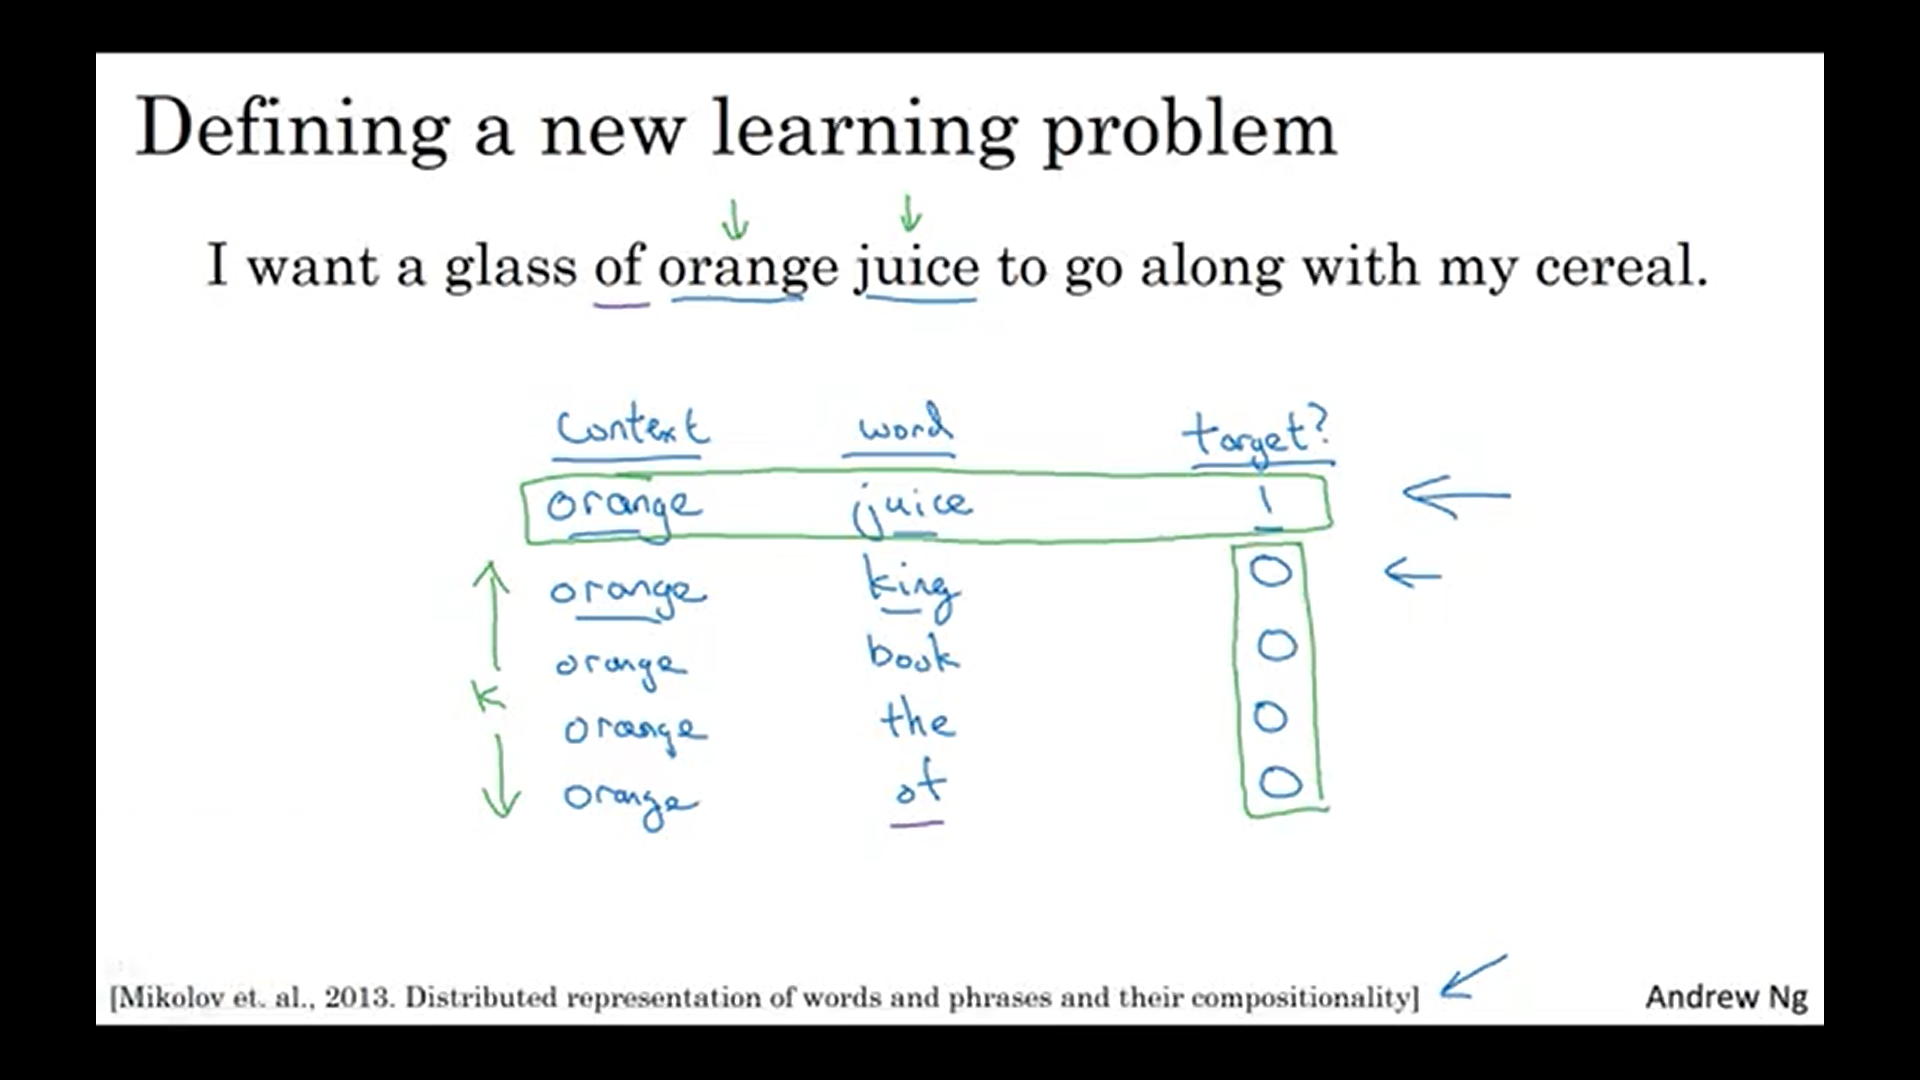 Defining a new learning problem
I want a glass of orange juice to go along with my cereal.
Context word target?
orange juice 1
orange king 0
orange book 0
K
orange the 0
orange of 0
[Mikolov et. al., 2013. Distributed representation of words and phrases and their compositionality]
Andrew Ng